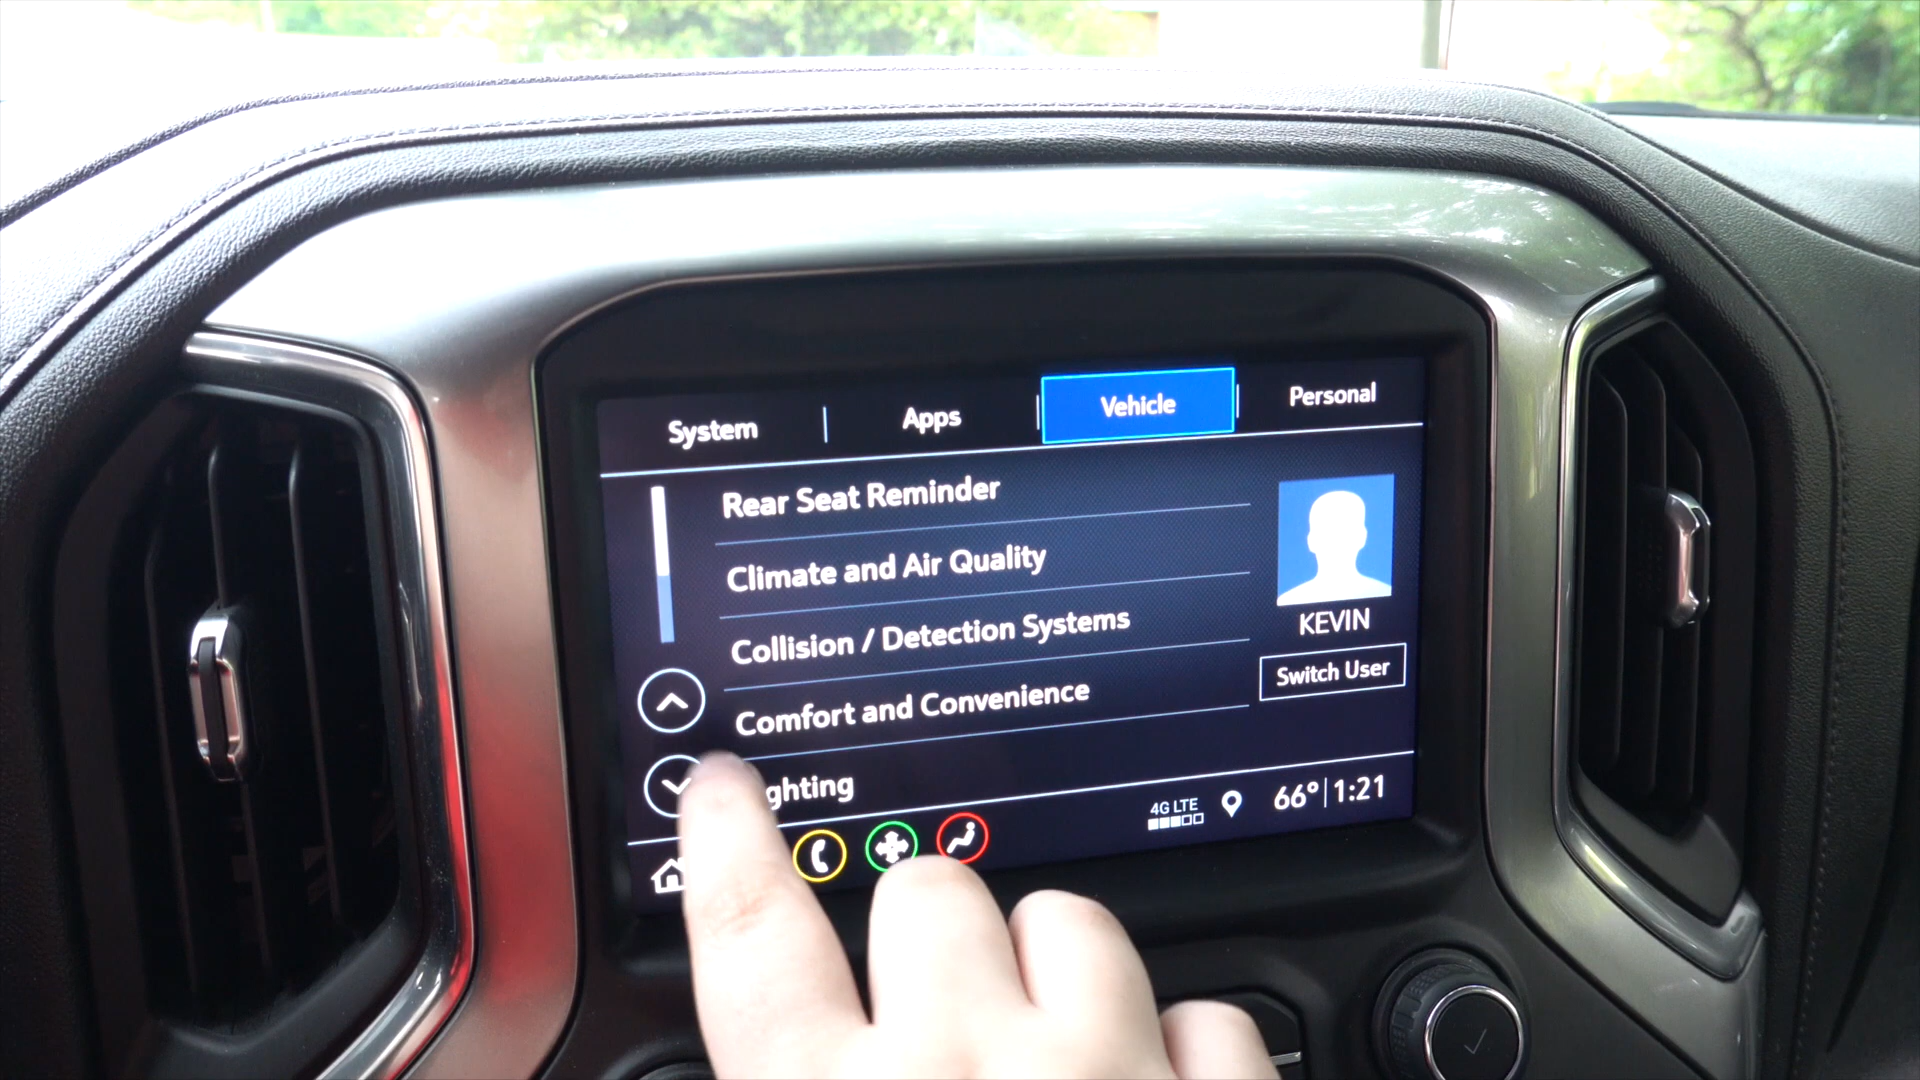 System
Apps
Vehicle
Personal
Rear Seat Reminder
Climate and Air Quality
Collision / Detection Systems
Comfort and Convenience
ghting
KEVIN
Switch User
4G LTE
66° 1:21